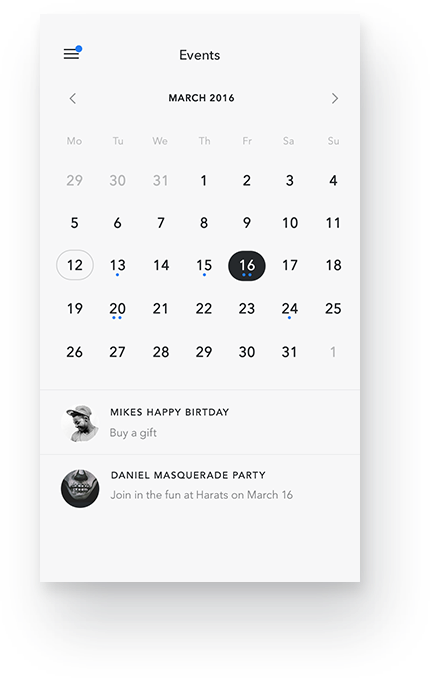 Events
MARCH 2016
Mo Tu We Th Fr Sa Su
29 30 31 1 2 3 4
5 6 7 8 9 10 11
12 13 14 15 16 17 18
19 20 21 22 23 24 25
26 27 28 29 30 31 1
MIKES HAPPY BIRTDAY
Buy a gift
DANIEL MASQUERADE PARTY
Join in the fun at Harats on March 16